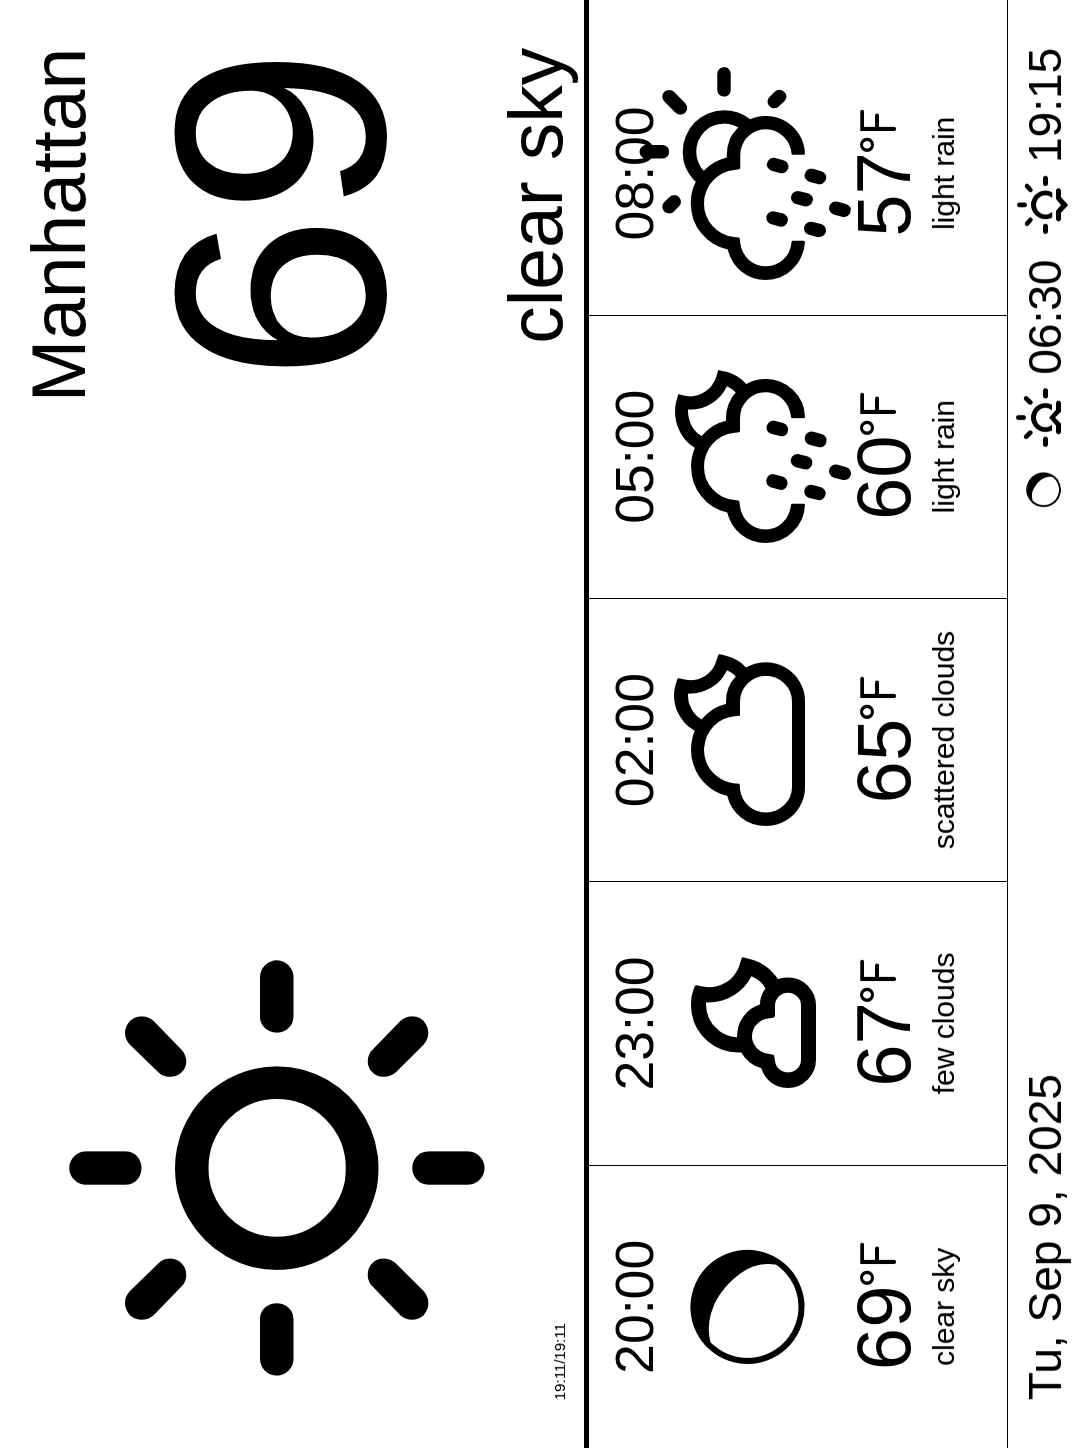 Manhattan
69
clear sky
19:11/19:11
20:00 23:00 02:00 05:00 08:00
69°F 67°F 65°F 60°F 57°F
clear sky few clouds scattered clouds light rain light rain
Tu, Sep 9, 2025 06:30 19:15